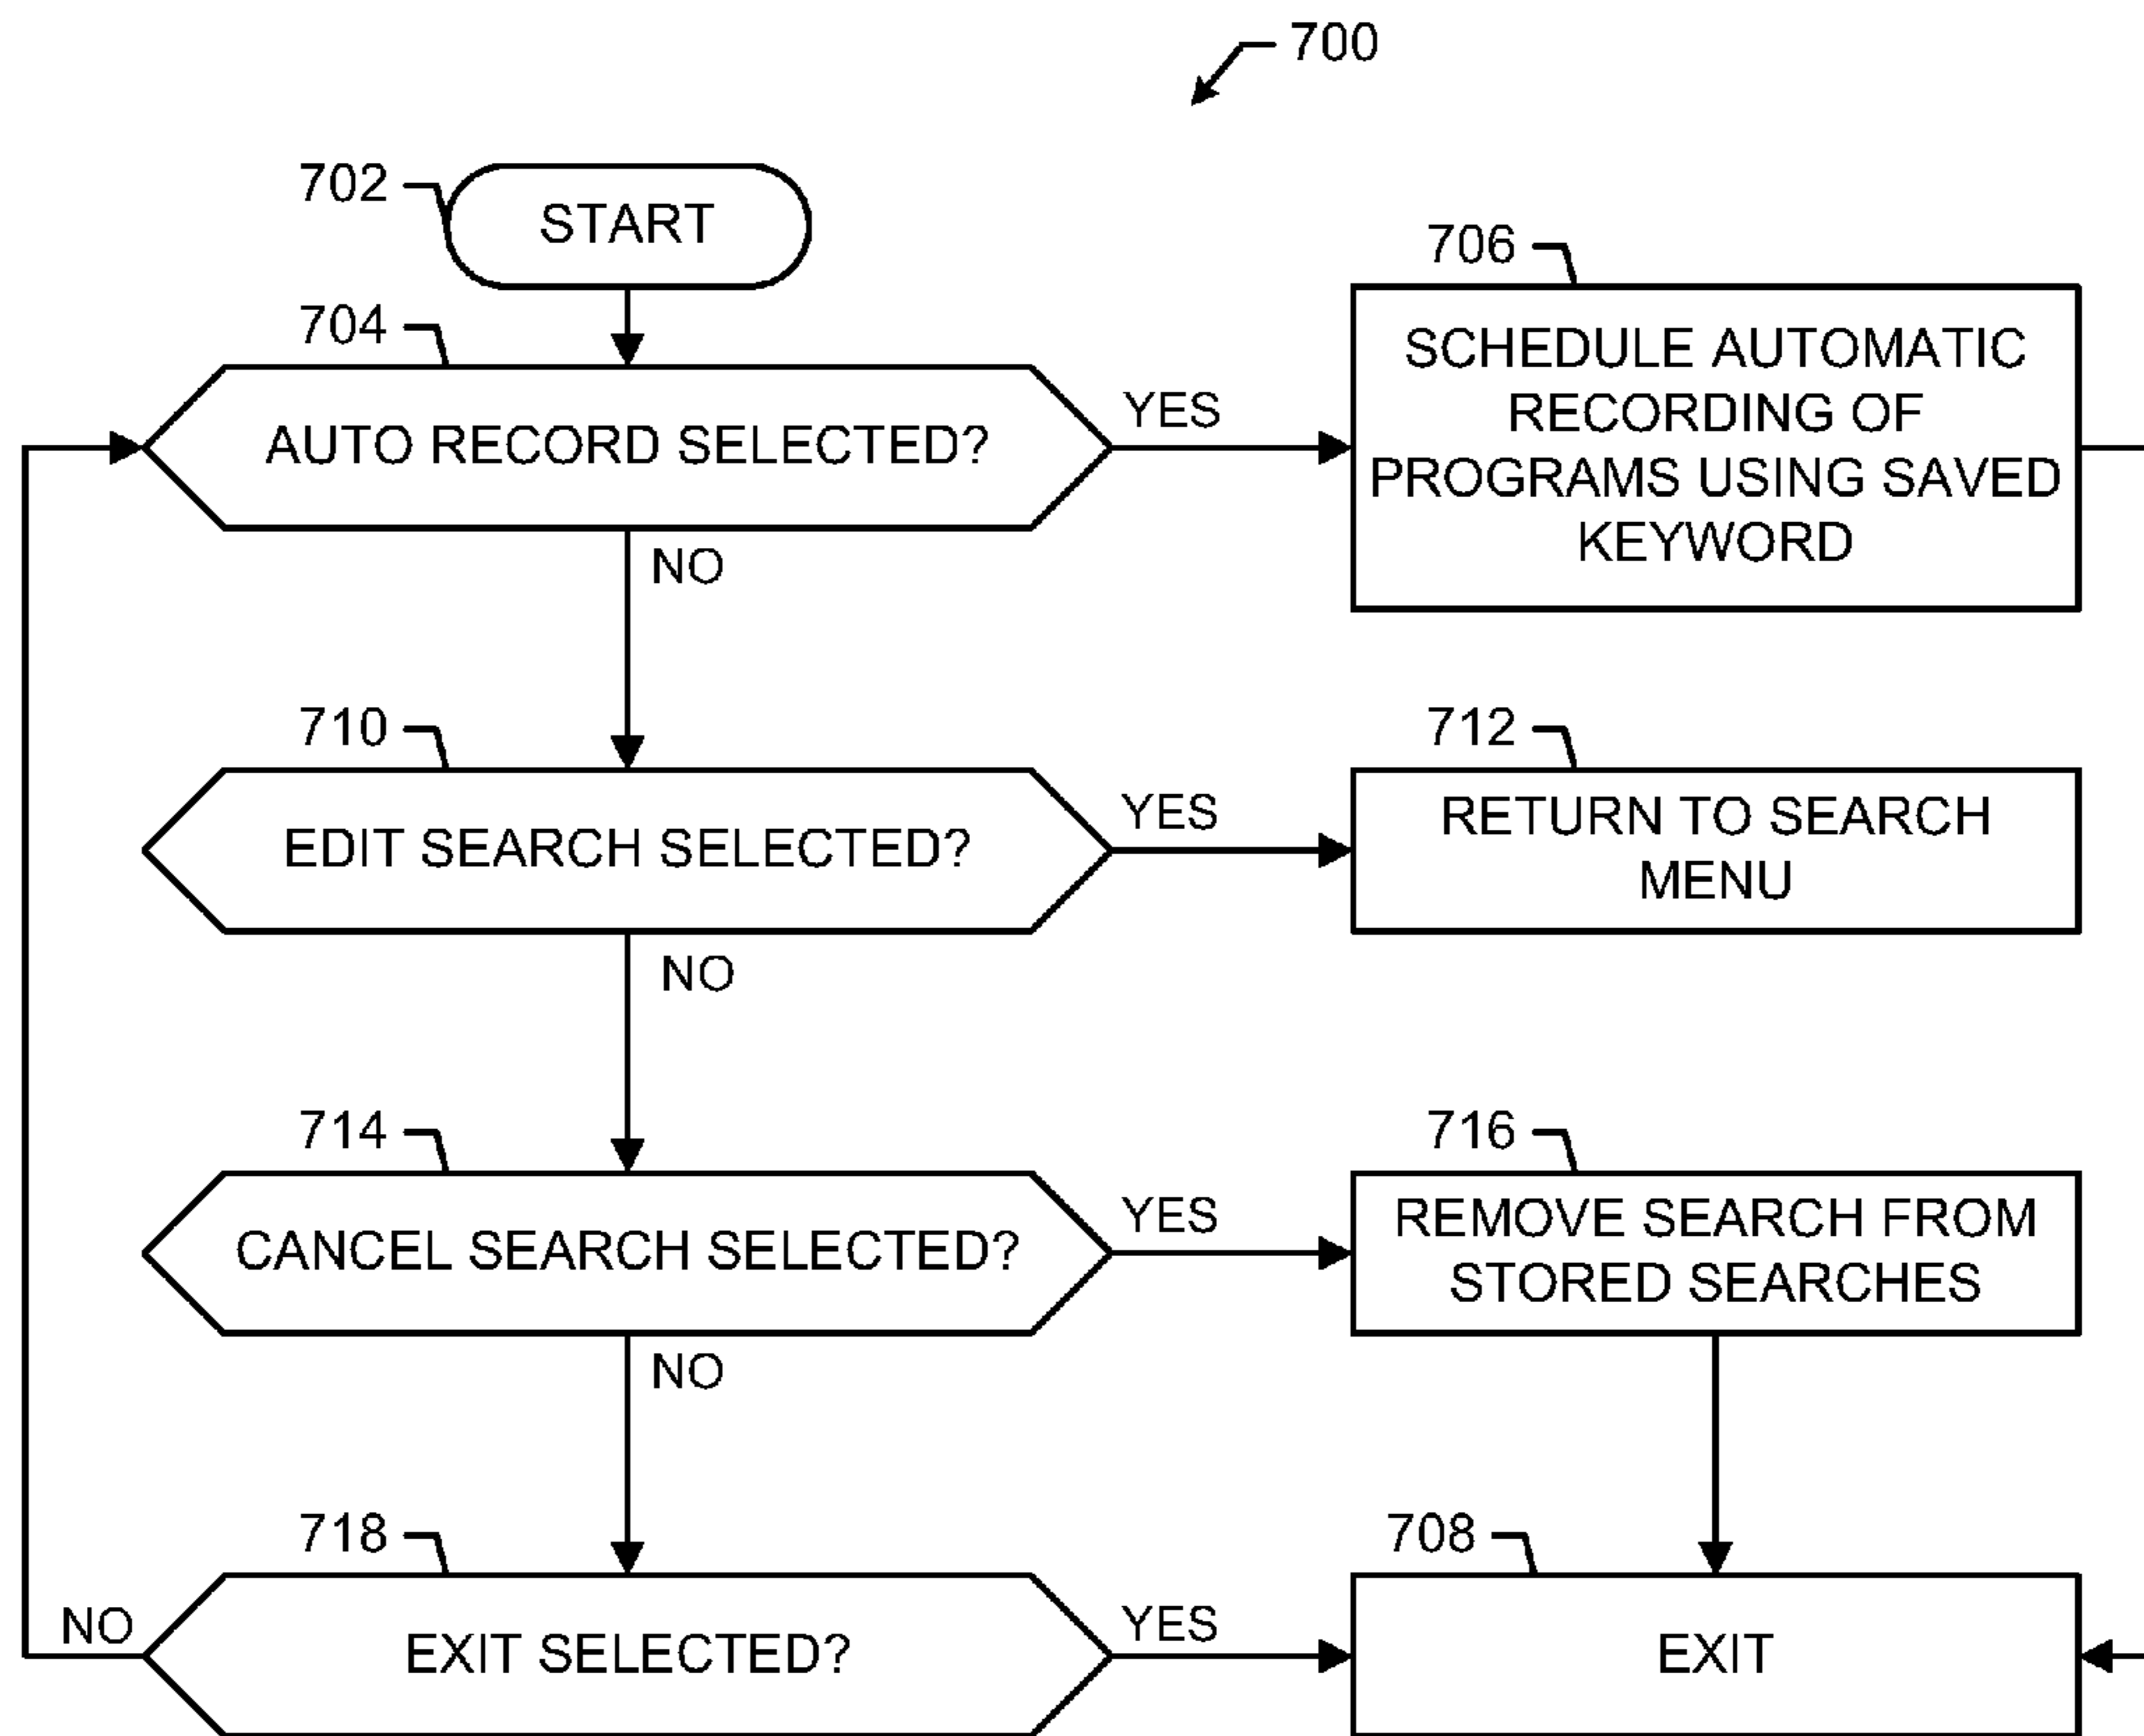 700
702
START
704
AUTO RECORD SELECTED?
YES
NO
706
SCHEDULE AUTOMATIC
RECORDING OF
PROGRAMS USING SAVED
KEYWORD
710
EDIT SEARCH SELECTED?
YES
NO
712
RETURN TO SEARCH
MENU
714
CANCEL SEARCH SELECTED?
YES
NO
716
REMOVE SEARCH FROM
STORED SEARCHES
718
EXIT SELECTED?
NO
YES
708
EXIT